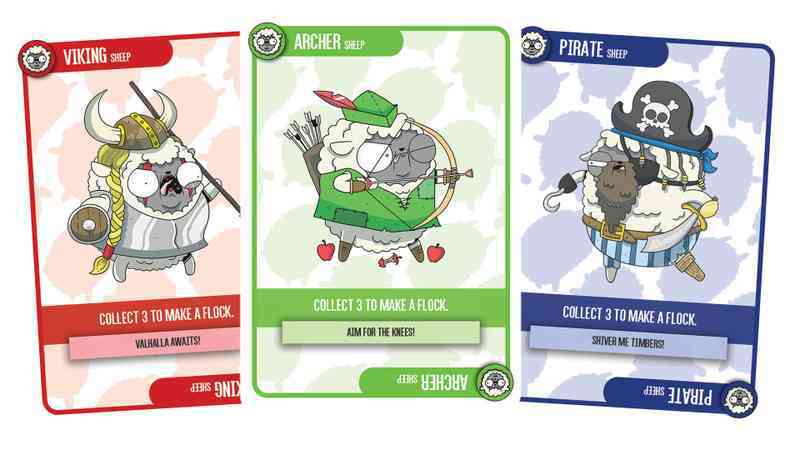 VIKING SHEEP
COLLECT 3 TO MAKE A FLOCK.
VALHALLA AWAITS!
KING SHEEP
ARCHER SHEEP
COLLECT 3 TO MAKE A FLOCK.
AIM FOR THE KNEES!
ARCHER SHEEP
PIRATE SHEEP
COLLECT 3 TO MAKE A FLOCK.
SHIVER ME TIMBERS!
PIRATE SHEEP